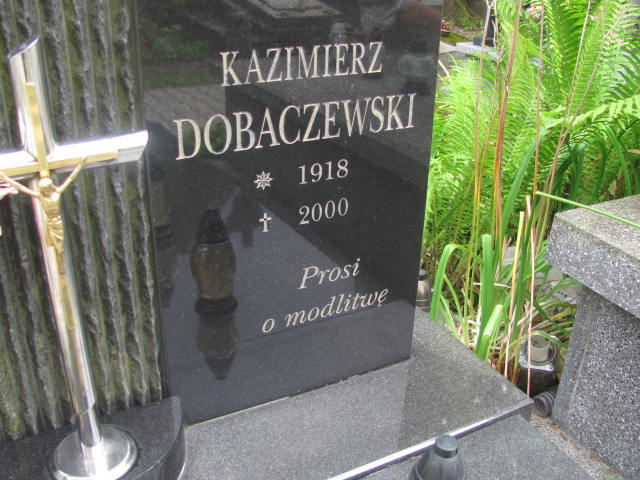 KAZIMIERZ
DOBACZEWSKI
1918
2000
Prosi
o modlitwę